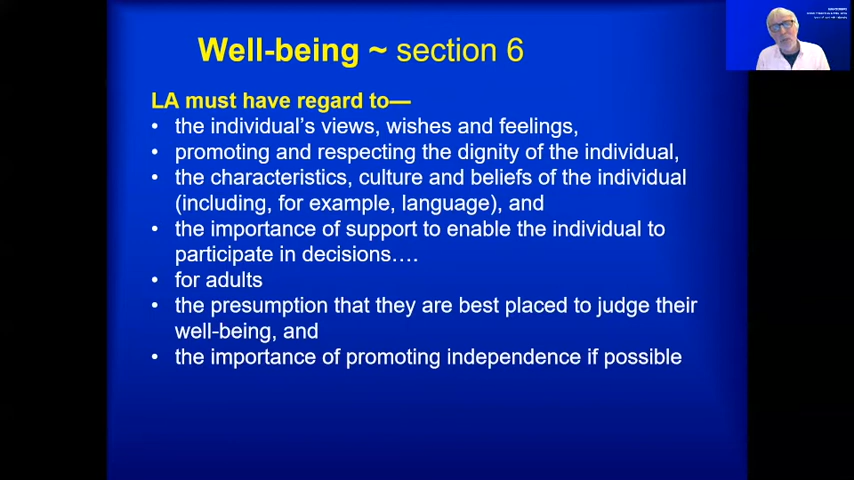 Well-being ~ section 6
LA must have regard to—
• the individual's views, wishes and feelings,
• promoting and respecting the dignity of the individual,
• the characteristics, culture and beliefs of the individual
(including, for example, language), and
• the importance of support to enable the individual to
participate in decisions….
• for adults
• the presumption that they are best placed to judge their
well-being, and
• the importance of promoting independence if possible